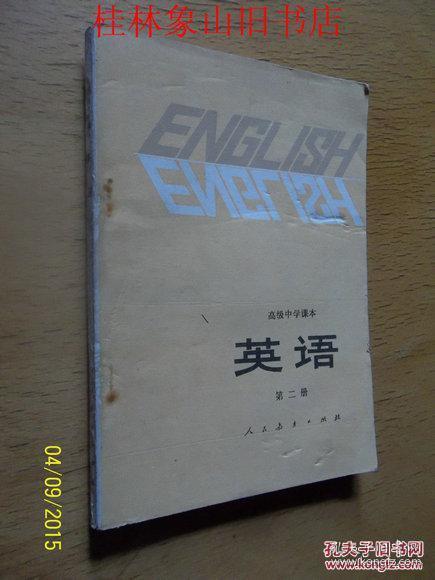 桂林象山旧书店
ENGLISH
ENGLISH
高级中学课本
英语
第二册
人民教育出版社
04/09/2015
孔夫子旧书网